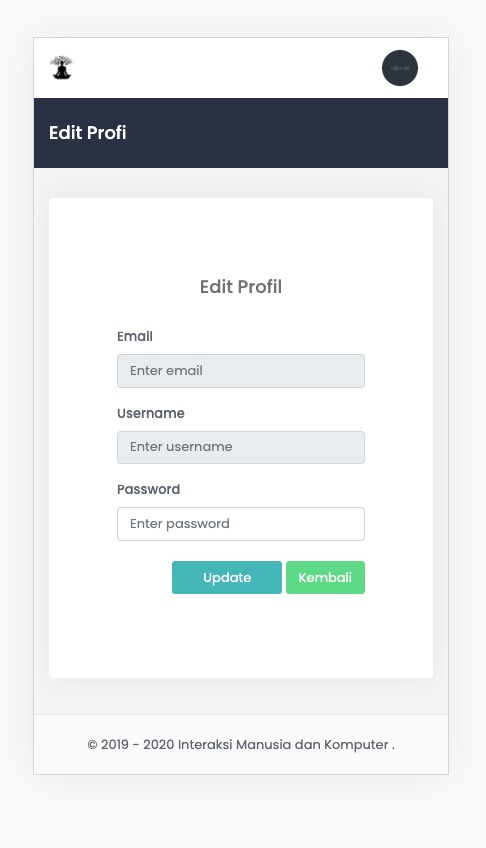 Edit Profi
Edit Profil
Email
Enter email
Username
Enter username
Password
Enter password
Update Kembali
© 2019 - 2020 Interaksi Manusia dan Komputer .